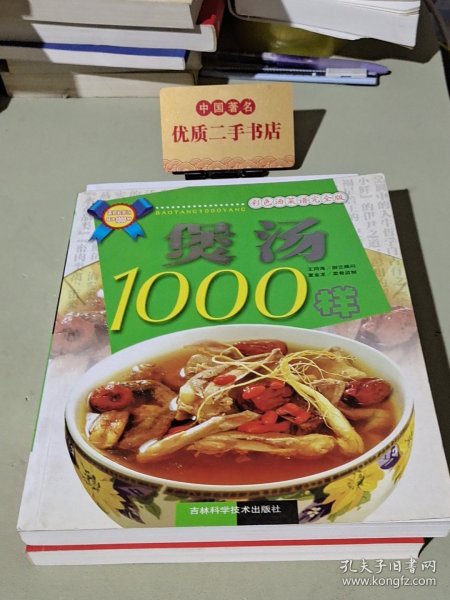 中国著名
优质二手书店
BAOTANG1000YANG
彩色汤菜谱完全版
煲汤
1000样
吉林科学技术出版社
孔夫子旧书网
www.kongfz.com